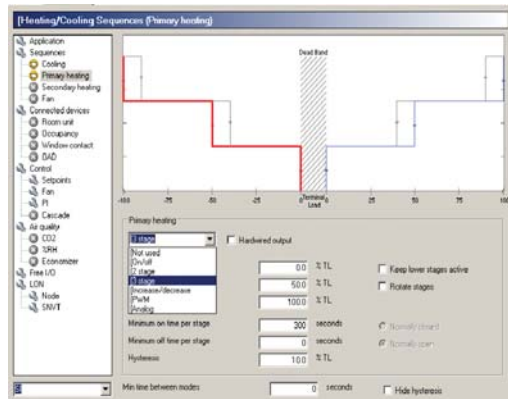 [Heating/Cooling Sequences (Primary heating)
Application
Sequences
Cooling
Primary heating
Secondary heating
Fan
Connected devices
Room unit
Occupancy
Window contact
OAD
Control
Setpoints
Fan
PI
Cascade
Air quality
CO2
%RH
Economizer
Free I/O
LON
Node
SNVT
Dead Band
-100 -75 -50 -25 0 25 50 75 100
Terminal
Load
Primary heating
[3 stage
Hardwired output
[Not used
[On/off
[2 stage
[3 stage
[Increase/decrease
[PWM
[Analog
0.0 % TL
Keep lower stages active
50.0 % TL
Rotate stages
100.0 % TL
Minimum on time per stage 300 seconds
Normally closed
Minimum off time per stage 0 seconds
Normally open
Hysteresis 10.0 % TL
Min time between modes 0 seconds
Hide hysteresis